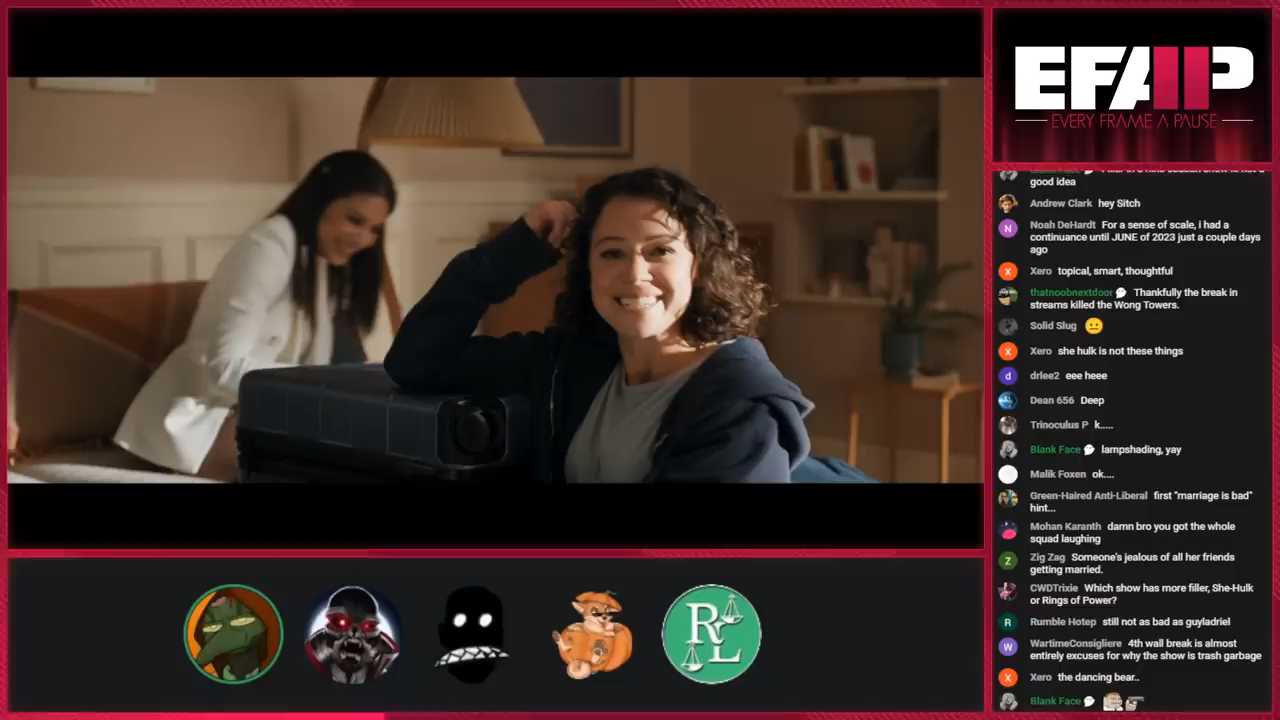 EFAP
EVERY FRAME A PAUSE
good idea
Andrew Clark hey Sitch
Noah DeHardt For a sense of scale, i had a
continuance until JUNE of 2023 just a couple days
ago
Xero topical, smart, thoughtful
thatnoobnextdoor Thankfully the break in
streams killed the Wong Towers.
Solid Slug
Xero she hulk is not these things
drlee2 eee heee
Dean 656 Deep
Trinoculus P k.....
Blank Face lampshading, yay
Malik Foxen ok....
Green-Haired Anti-Liberal first "marriage is bad"
hint...
Mohan Karanth damn bro you got the whole
squad laughing
Zig Zag Someone's jealous of all her friends
getting married.
CWDTrixie Which show has more filler, She-Hulk
or Rings of Power?
Rumble Hotep still not as bad as guyladriel
WartimeConsigliere 4th wall break is almost
entirely excuses for why the show is trash garbage
Xero the dancing bear..
Blank Face
N
X
X
d
Z
R
W
X
RLC